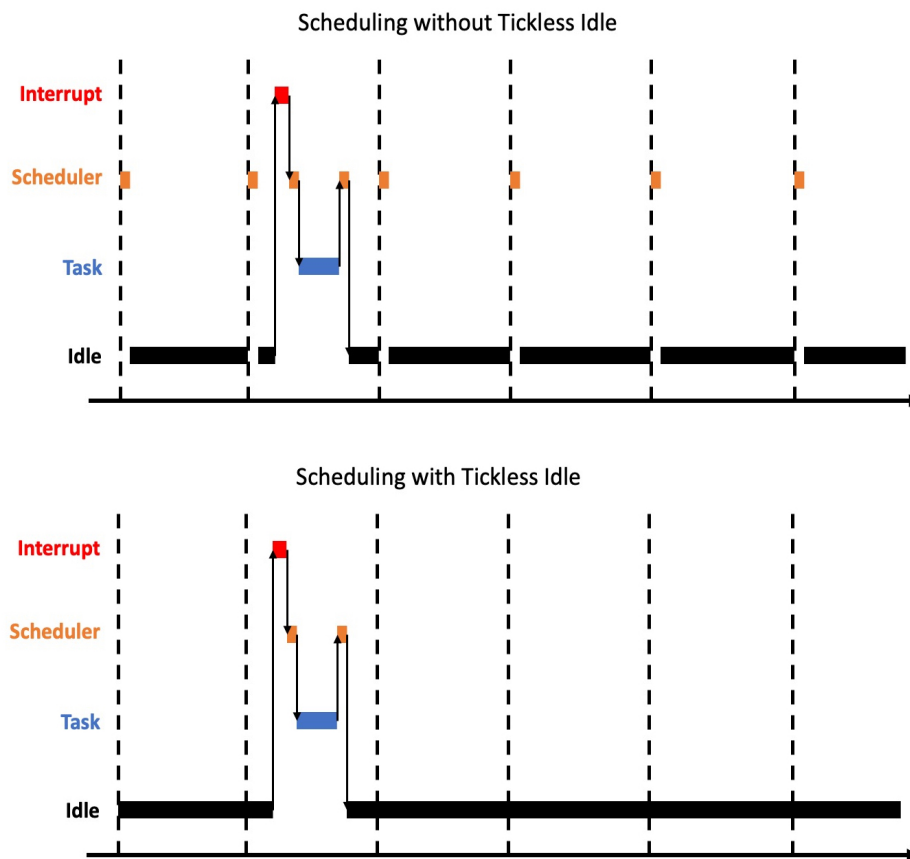 Scheduling without Tickless Idle
Interrupt
Scheduler
Task
Idle
Scheduling with Tickless Idle
Interrupt
Scheduler
Task
Idle